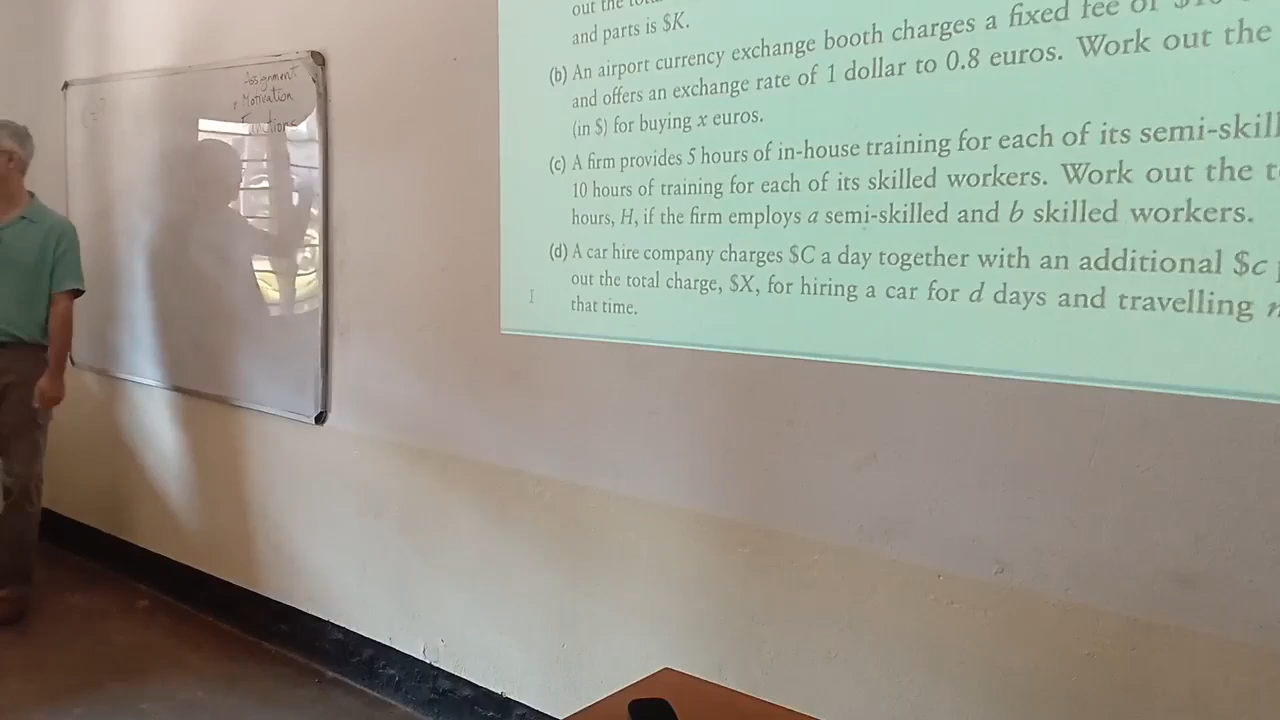 Assignment
Motivation
Functions
and parts is $K.
(b) An airport currency exchange booth charges a fixed fee of $10
and offers an exchange rate of 1 dollar to 0.8 euros. Work out the
(in $) for buying x euros.
(c) A firm provides 5 hours of in-house training for each of its semi-skill
10 hours of training for each of its skilled workers. Work out the
hours, H, if the firm employs a semi-skilled and b skilled workers.
(d) A car hire company charges $C a day together with an additional $c
out the total charge, $X, for hiring a car for d days and travelling
that time.